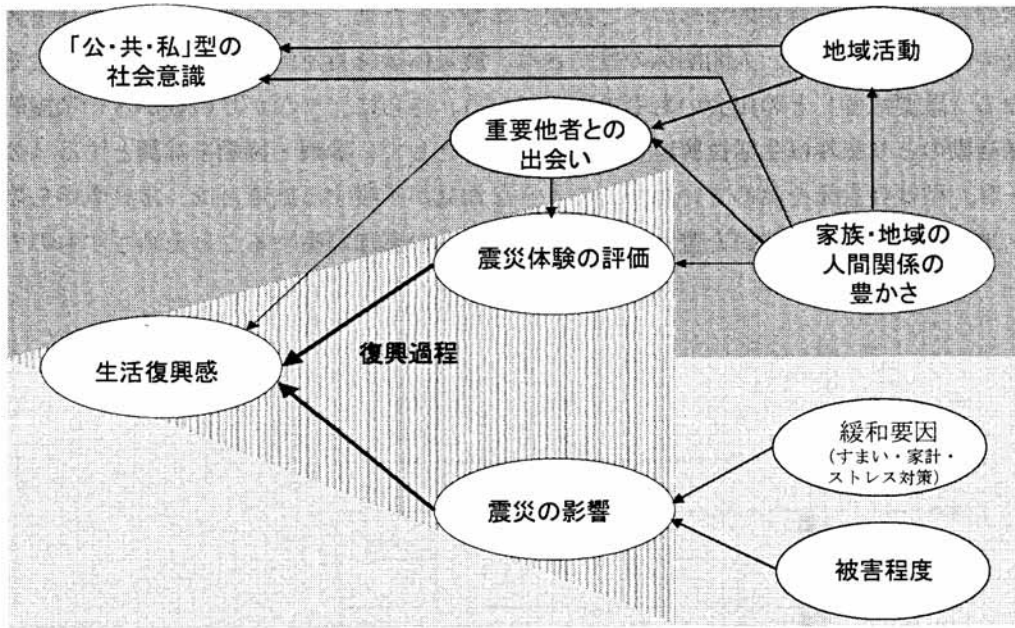 「公・共・私」型の
社会意識
地域活動
重要他者との
出会い
震災体験の評価
家族・地域の
人間関係の
豊かさ
復興過程
生活復興感
緩和要因
(すまい・家計・
ストレス対策)
震災の影響
被害程度